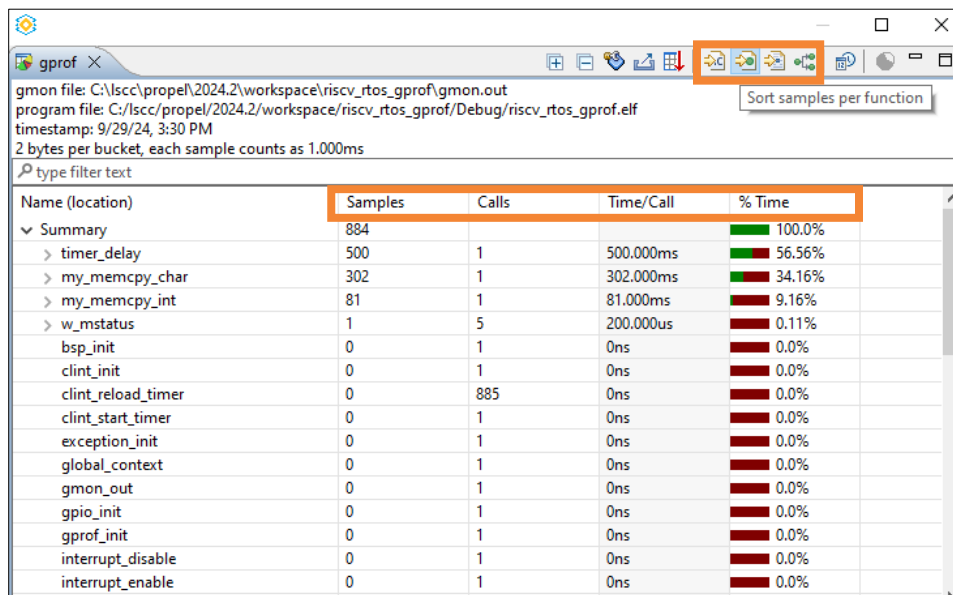 gprof
gmon file: C:\lscc\propel\2024.2\workspace\riscv_rtos_gprof\gmon.out
program file: C:/lscc/propel/2024.2/workspace/riscv_rtos_gprof/Debug/riscv_rtos_gprof.elf
timestamp: 9/29/24, 3:30 PM
2 bytes per bucket, each sample counts as 1.000ms
Sort samples per function
type filter text
Name (location) Samples Calls Time/Call % Time
Summary 884 100.0%
timer_delay 500 1 500.000ms 56.56%
my_memcpy_char 302 1 302.000ms 34.16%
my_memcpy_int 81 1 81.000ms 9.16%
w_mstatus 1 5 200.000us 0.11%
bsp_init 0 1 0ns 0.0%
clint_init 0 1 0ns 0.0%
clint_reload_timer 0 885 0ns 0.0%
clint_start_timer 0 1 0ns 0.0%
exception_init 0 1 0ns 0.0%
global_context 0 1 0ns 0.0%
gmon_out 0 1 0ns 0.0%
gpio_init 0 1 0ns 0.0%
gprof_init 0 1 0ns 0.0%
interrupt_disable 0 1 0ns 0.0%
interrupt_enable 0 1 0ns 0.0%